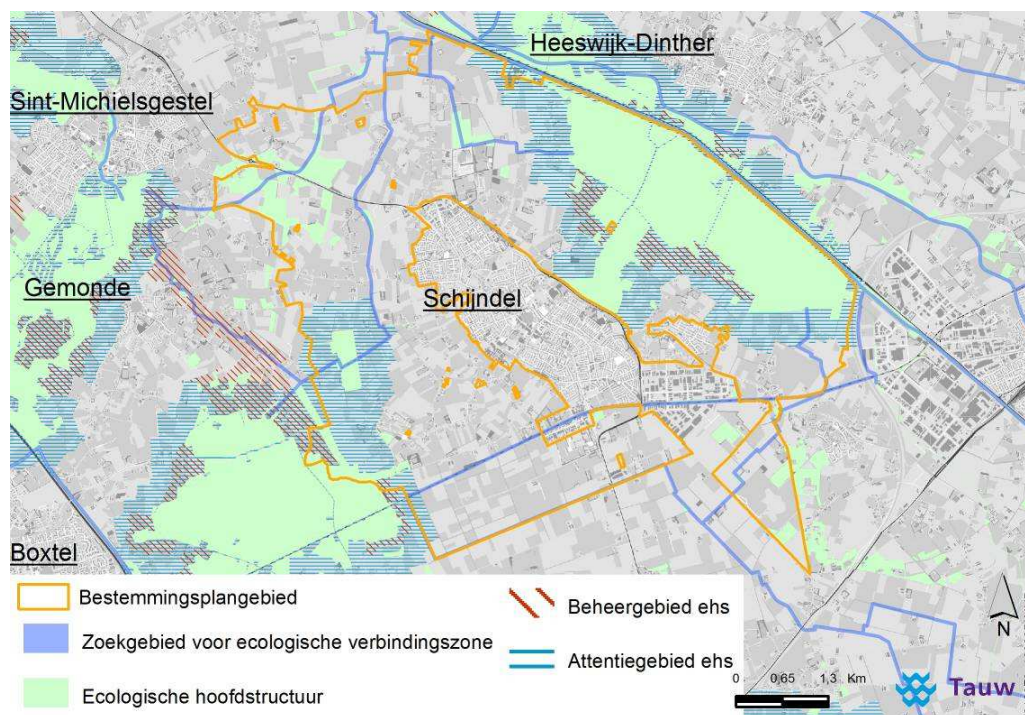 Heeswijk-Dinther
Sint-Michielsgestel
Gemonde
Schijndel
Boxtel
Bestemmingsplangebied
Zoekgebied voor ecologische verbindingszone
Ecologische hoofdstructuur
Beheergebied ehs
Attentiegebied ehs
N
0 0,65 1,3 Km
Tauw